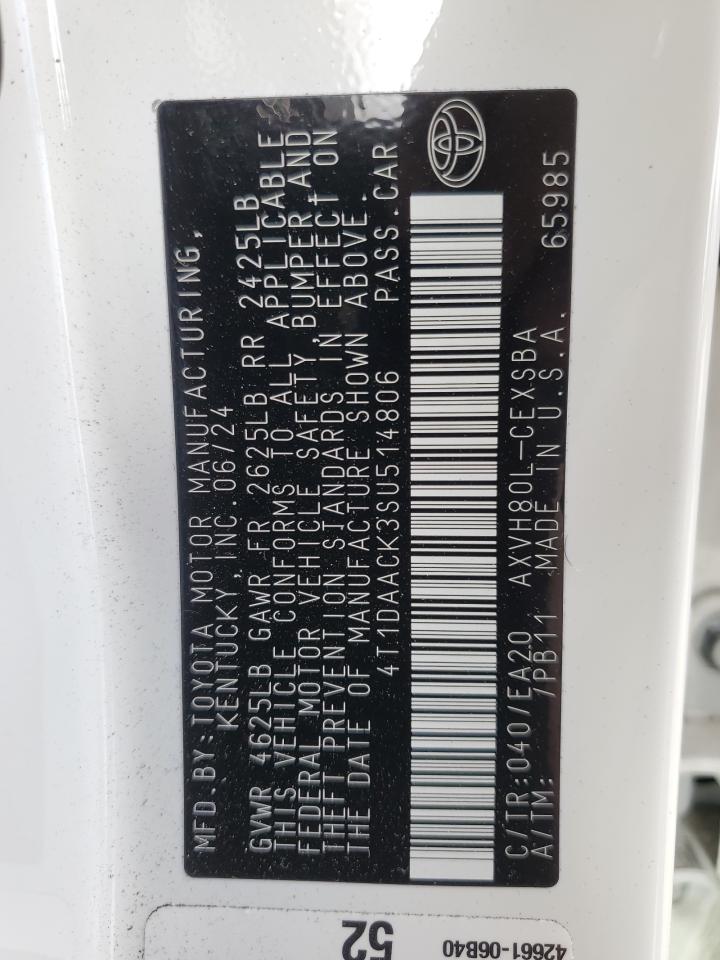 MFD.BY:TOYOTA MOTOR MANUFACTURING,
KENTUCKY, INC.06/24
GVWR 4625LB GAWR FR 2625LB RR 2425LB
THIS VEHICLE CONFORMS TO ALL APPLICABLE
FEDERAL MOTOR VEHICLE SAFETY, BUMPER AND
THEFT PREVENTION STANDARDS IN EFFECT ON
THE DATE OF MANUFACTURE SHOWN ABOVE.
4T1DAACK3SU514806 PASS.CAR
C/TR:040/EA20 AXVH80L-CEXSBA
A/TM: /PB11 MADE IN U.S.A. 65985
52
42661-06B40